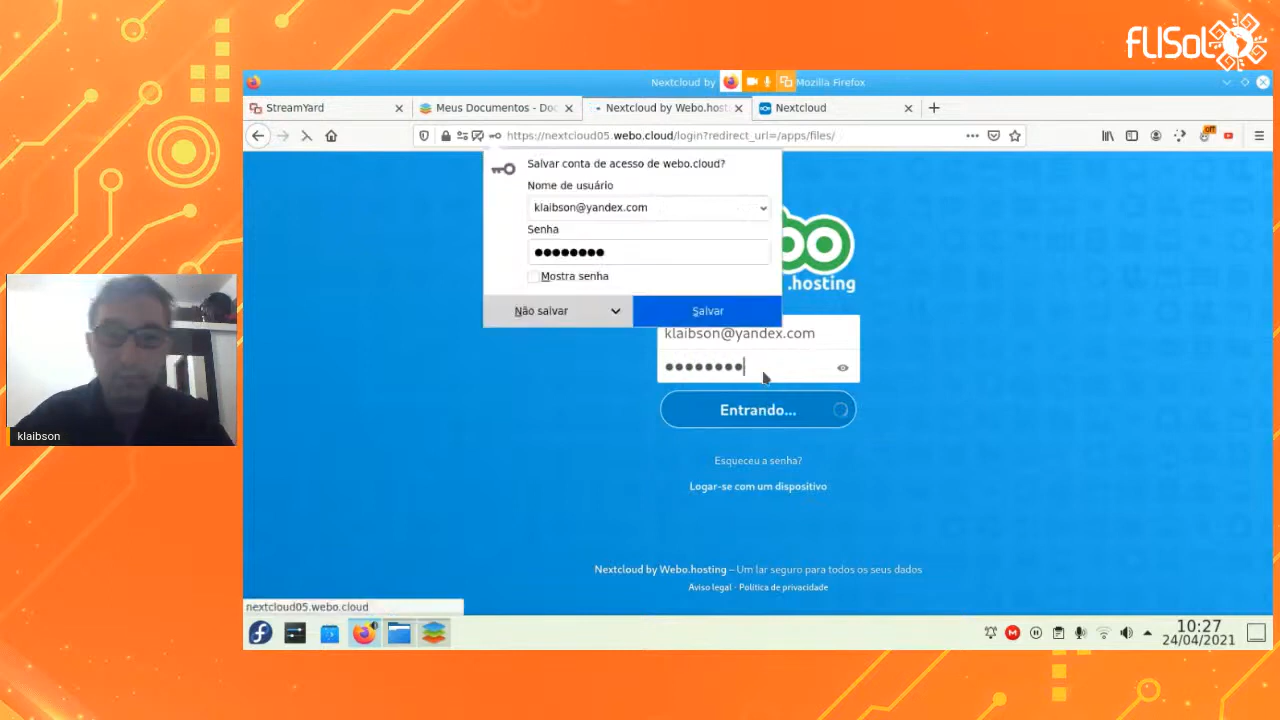 FLISoL
Nextcloud by Mozilla Firefox
StreamYard
Meus Documentos - Doc
Nextcloud by Webo.host
Nextcloud
https://nextcloud05.webo.cloud/login?redirect_url=/apps/files/
off
Salvar conta de acesso de webo.cloud?
Nome de usuário
klaibson@yandex.com
Senha
●●●●●●●●
Mostra senha
Não salvar
Salvar
.hosting
klaibson@yandex.com
●●●●●●●●
Entrando...
Esqueceu a senha?
Logar-se com um dispositivo
Nextcloud by Webo.hosting – Um lar seguro para todos os seus dados
Aviso legal · Política de privacidade
nextcloud05.webo.cloud
klaibson
10:27
24/04/2021